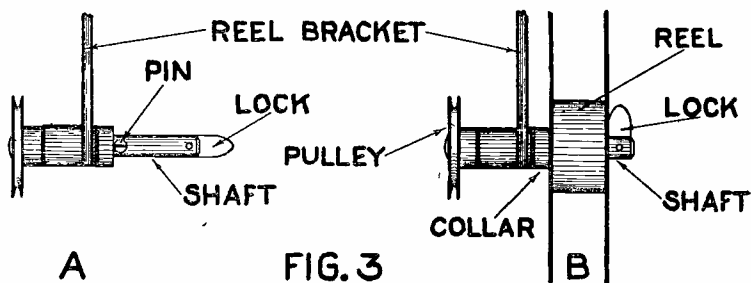 REEL BRACKET
PIN
LOCK
SHAFT
A
REEL
LOCK
PULLEY
SHAFT
COLLAR
B
FIG. 3